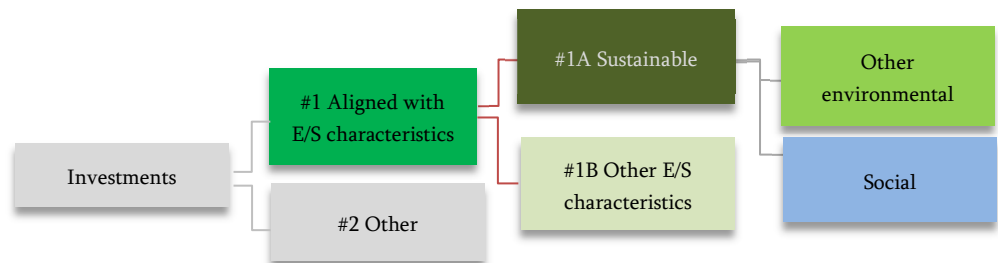 Investments
#1 Aligned with
E/S characteristics
#2 Other
#1A Sustainable
#1B Other E/S
characteristics
Other
environmental
Social